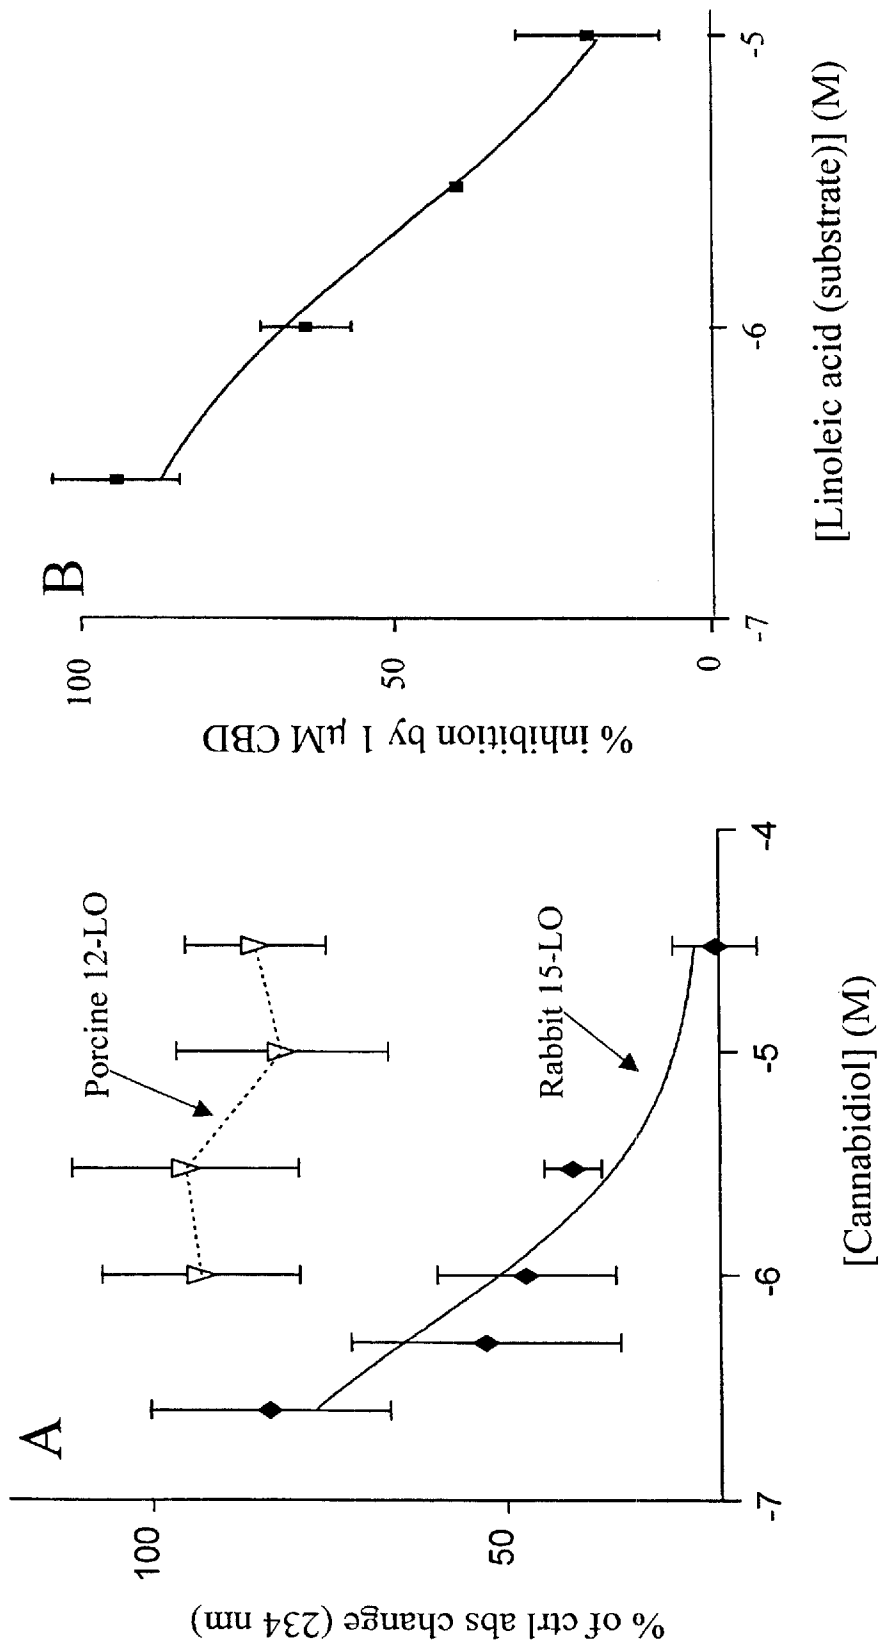 A
% of ctrl abs change (234 nm)
100
50
Porcine 12-LO
Rabbit 15-LO
-7
-6
-5
-4
[Cannabidiol] (M)
B
% inhibition by 1 µM CBD
100
50
0
-7
-6
-5
[Linoleic acid (substrate)] (M)